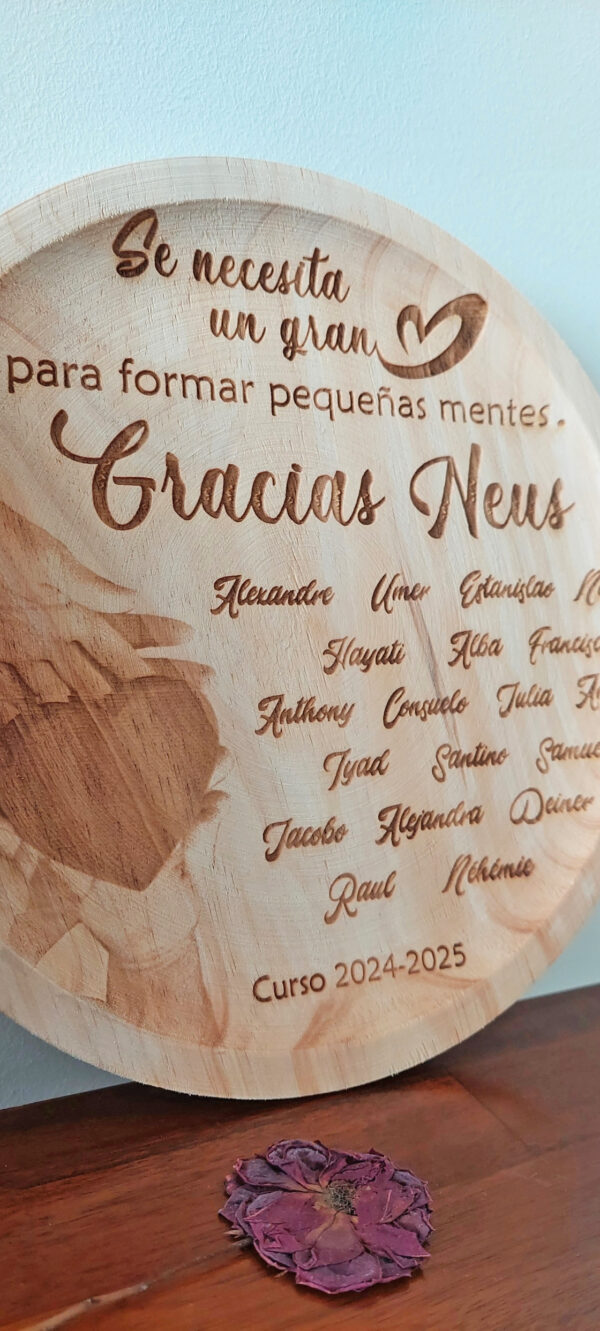 Se necesita
un gran
para formar pequeñas mentes.
Gracias Neus
Alexandre Umer Estanislao
Hayati Alba
Anthony Consuelo Julia
Iyad Santino
Jacobo Alejandra Deiner
Raul Néhémie
Curso 2024-2025